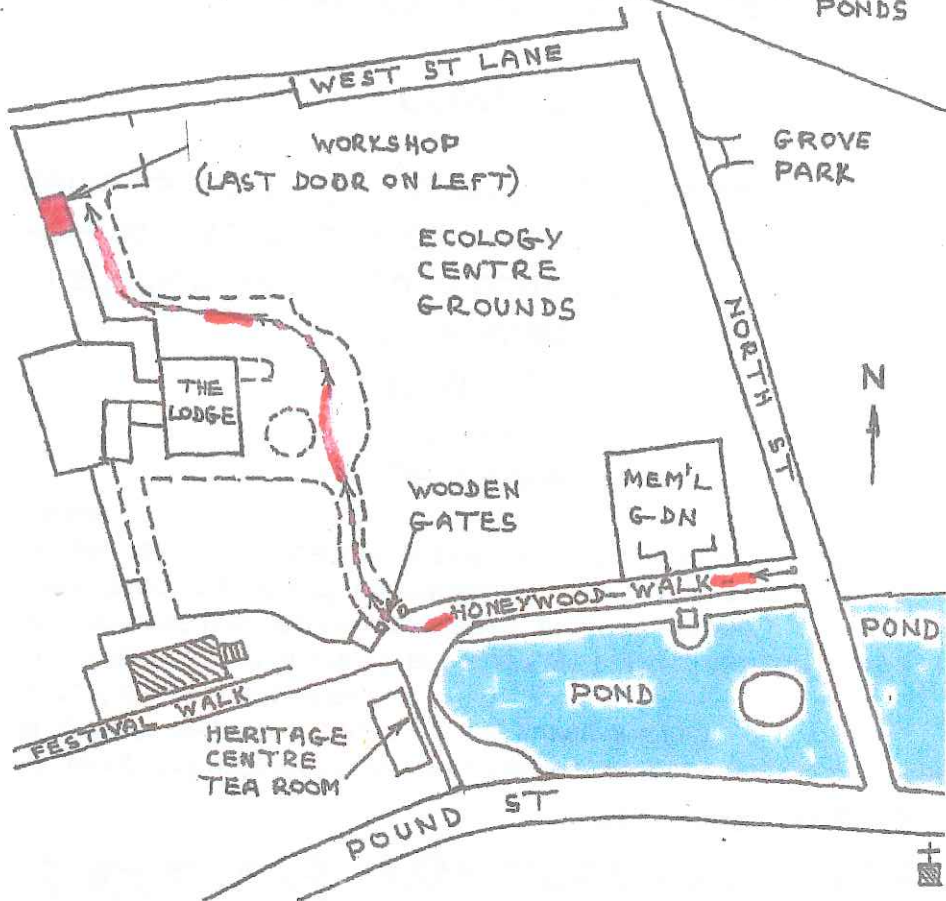 PONDS
WEST ST LANE
WORKSHOP
(LAST DOOR ON LEFT)
GROVE
PARK
ECOLOGY
CENTRE
GROUNDS
NORTH ST
N
THE
LODGE
WOODEN
GATES
MEM'L
G-DN
HONEYWOOD WALK
POND
POND
FESTIVAL WALK
HERITAGE
CENTRE
TEA ROOM
POUND ST